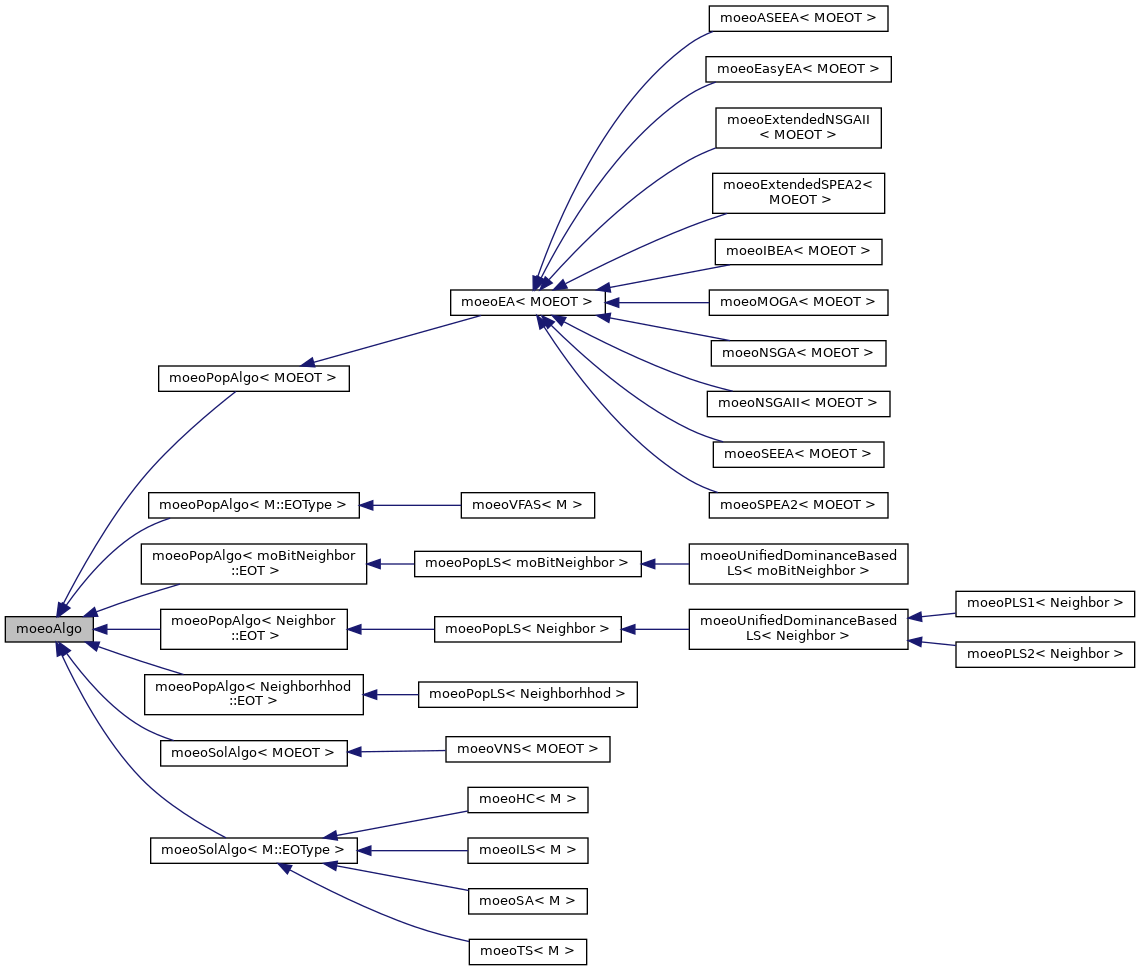 moeoASEEA< MOEOT >
moeoEasyEA< MOEOT >
moeoExtendedNSGAII
< MOEOT >
moeoExtendedSPEA2<
MOEOT >
moeoIBEA< MOEOT >
moeoEA< MOEOT >
moeoMOGA< MOEOT >
moeoNSGA< MOEOT >
moeoPopAlgo< MOEOT >
moeoNSGAII< MOEOT >
moeoSEEA< MOEOT >
moeoPopAlgo< M::EOType >
moeoVFAS< M >
moeoSPEA2< MOEOT >
moeoPopAlgo< moBitNeighbor
::EOT >
moeoPopLS< moBitNeighbor >
moeoUnifiedDominanceBased
LS< moBitNeighbor >
moeoAlgo
moeoPopAlgo< Neighbor
::EOT >
moeoPopLS< Neighbor >
moeoUnifiedDominanceBased
LS< Neighbor >
moeoPLS1< Neighbor >
moeoPLS2< Neighbor >
moeoPopAlgo< Neighborhhod
::EOT >
moeoPopLS< Neighborhhod >
moeoSolAlgo< MOEOT >
moeoVNS< MOEOT >
moeoHC< M >
moeoSolAlgo< M::EOType >
moeoILS< M >
moeoSA< M >
moeoTS< M >